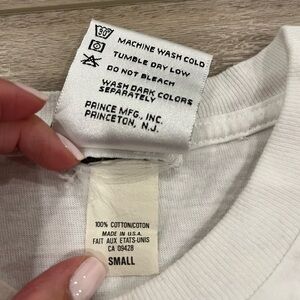 30°
MACHINE WASH COLD
TUMBLE DRY LOW
DO NOT BLEACH
WASH DARK COLORS
SEPARATELY
PRINCE MFG., INC.
PRINCETON, N.J.
100% COTTON/COTON
MADE IN U.S.A.
FAIT AUX ETATS-UNIS
CA 09428
SMALL